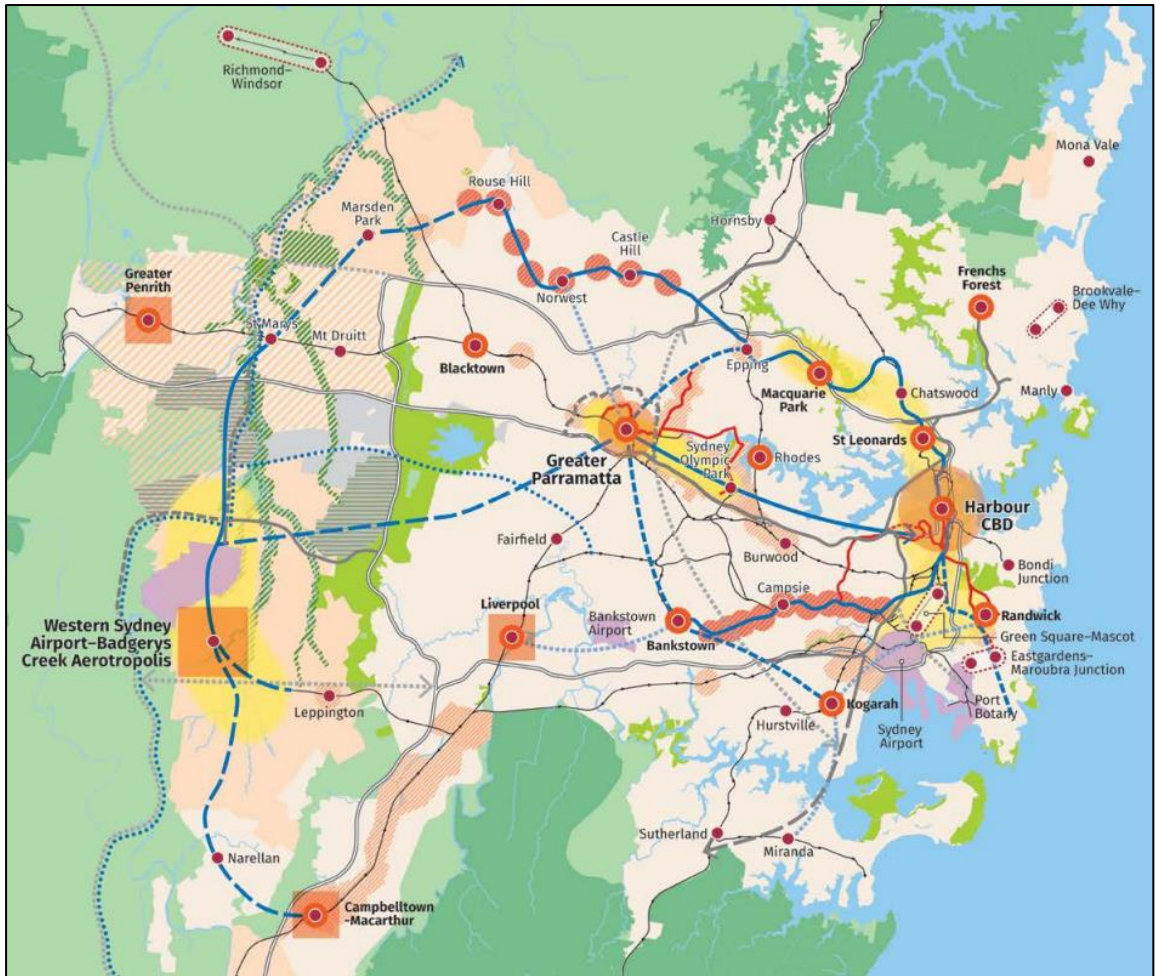 Richmond–
Windsor
Mona Vale
Rouse Hill
Marsden
Park
Hornsby
Castle
Hill
Greater
Penrith
Norwest
Frenchs
Forest
Brookvale–
Dee Why
St Marys
Mt Druitt
Blacktown
Epping
Macquarie
Park
Chatswood
Manly
St Leonards
Greater
Parramatta
Sydney
Olympic
Park
Rhodes
Harbour
CBD
Fairfield
Burwood
Bondi
Junction
Campsie
Liverpool
Bankstown
Airport
Bankstown
Randwick
Green Square–Mascot
Western Sydney
Airport–Badgerys
Creek Aerotropolis
Eastgardens–
Maroubra Junction
Leppington
Kogarah
Hurstville
Port
Botany
Sydney
Airport
Sutherland
Miranda
Narellan
Campbelltown
-Macarthur